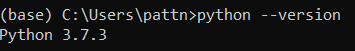 (base) C:\Users\pattn>python --version
Python 3.7.3